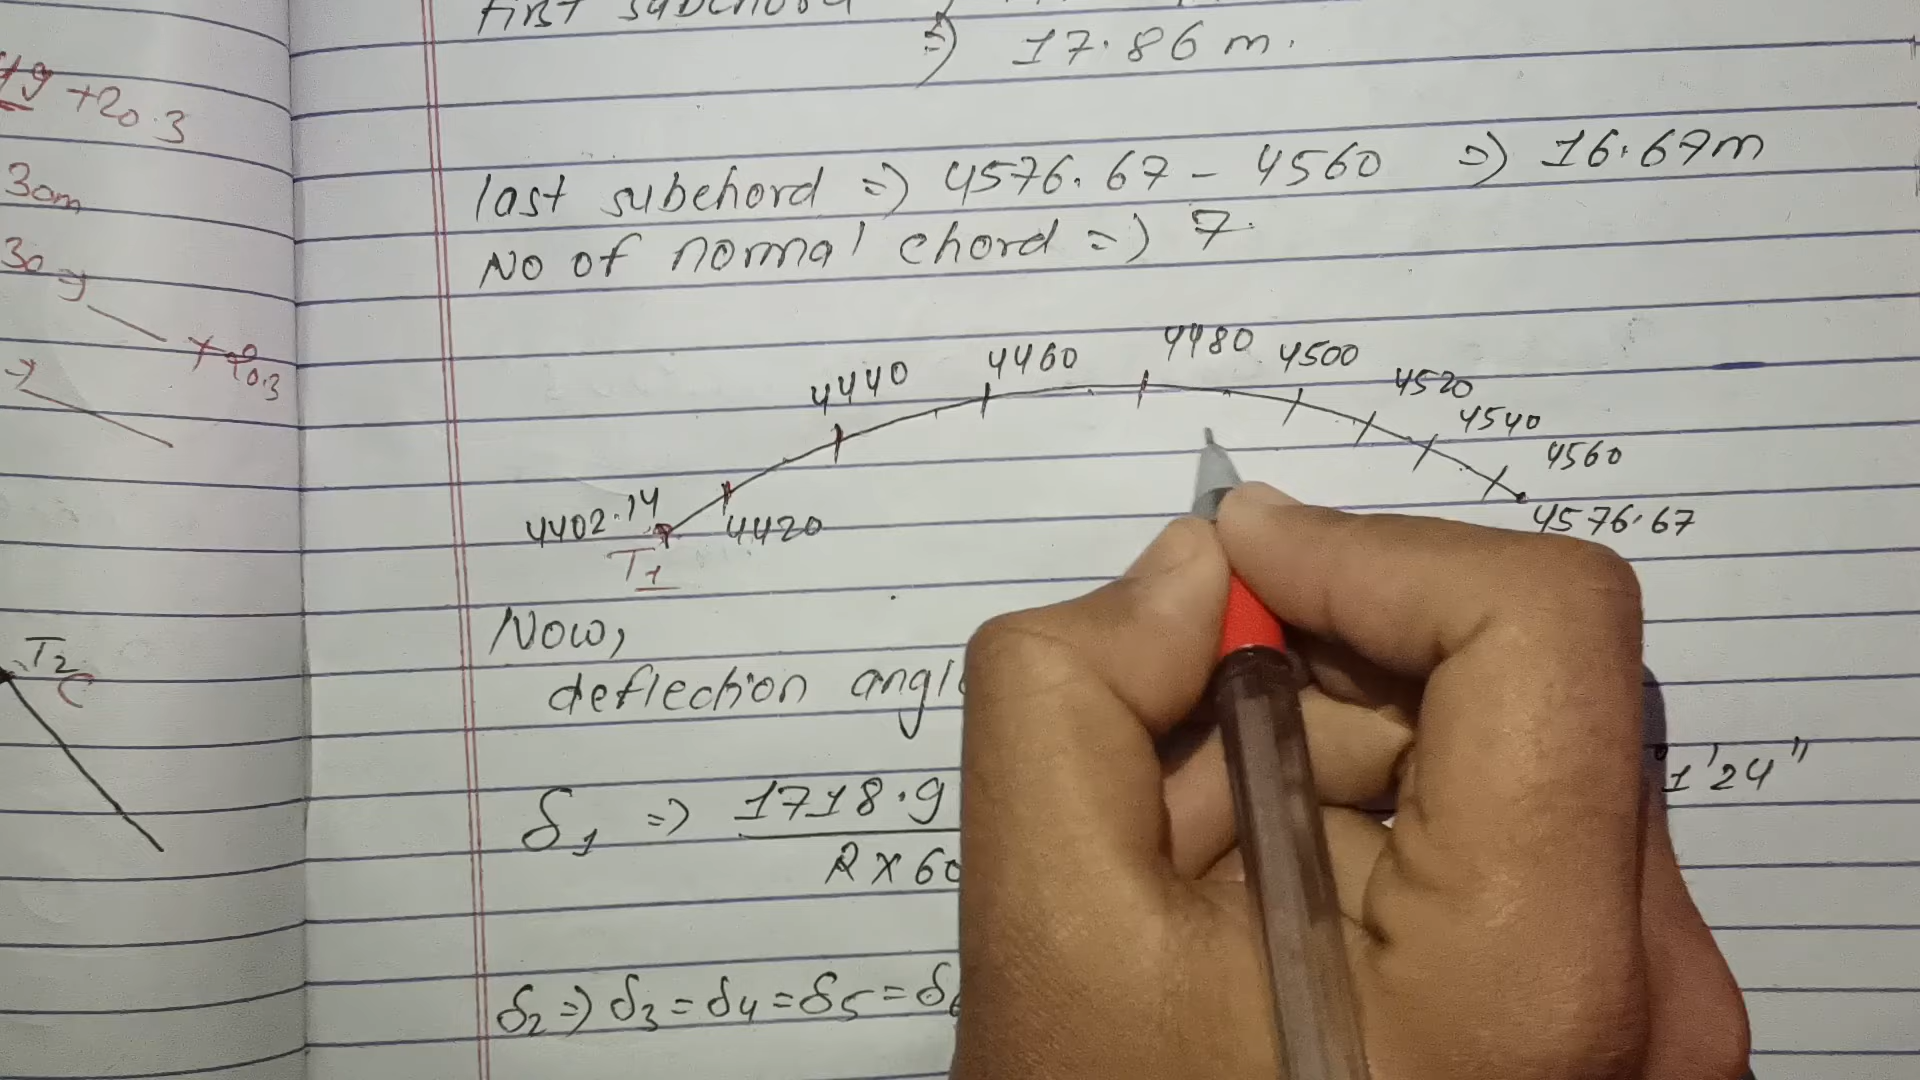 first subchord
⇒) 17.86 m.
+20.3
30m
30
last subchord =) 4576.67 - 4560 =) 16.67m
No of normal chord =) 7.
4440 4460 4480 4500 4520 4540 4560
4402.14 4420 4576.67
T1
Now,
T2
deflection
1'24"
δ1 =) 1718.9
R x 60
δ2 =) δ3 = δ4 = δ5 =